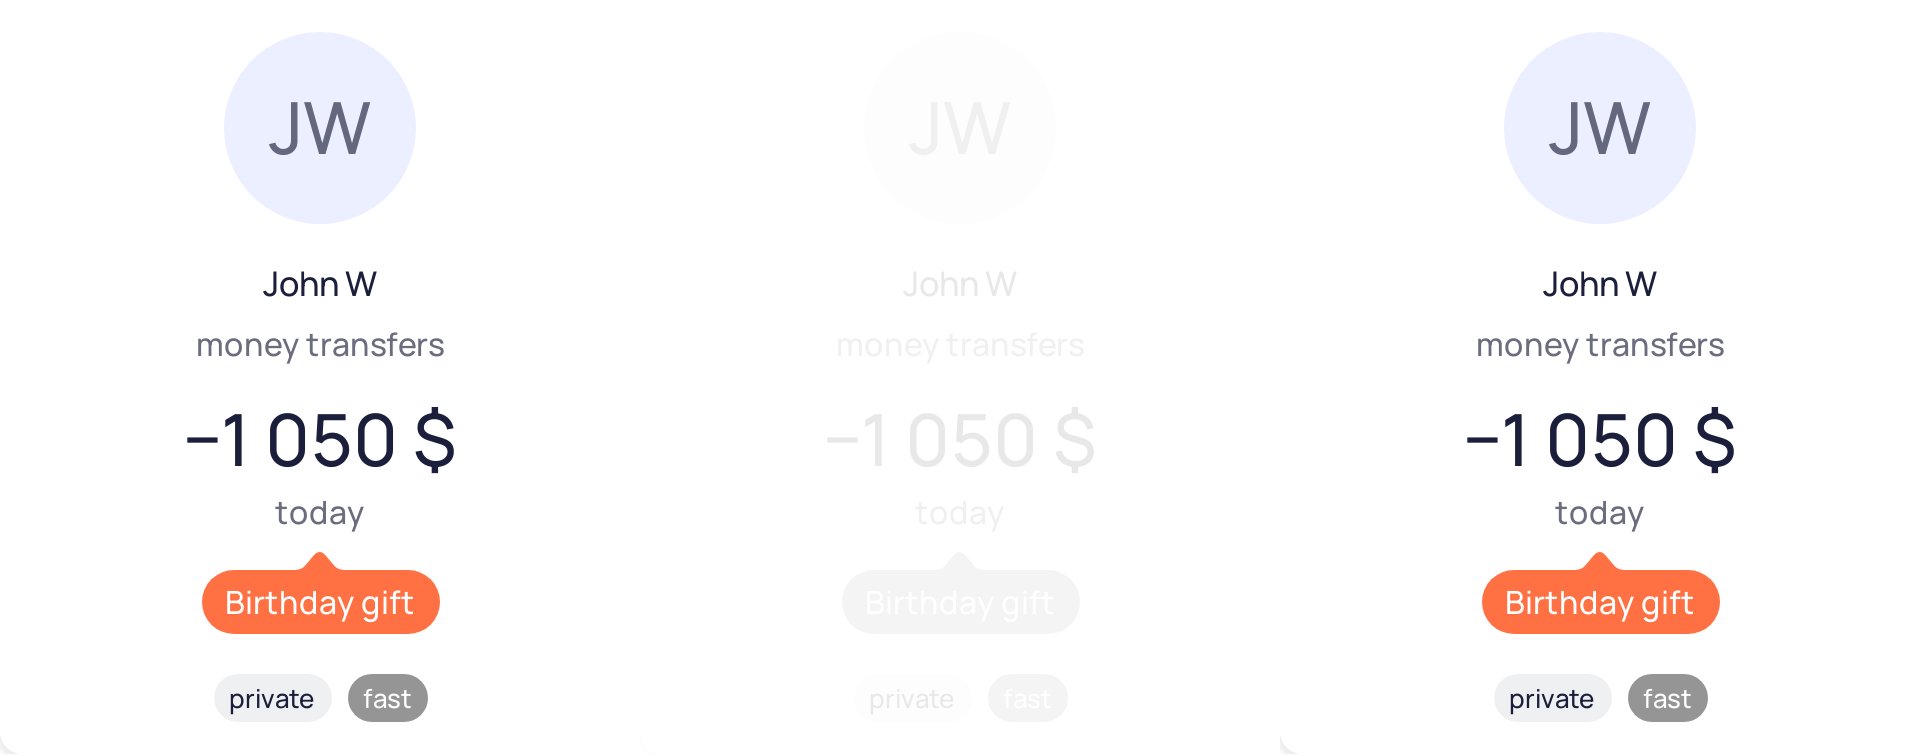 JW
John W
money transfers
−1 050 $
today
Birthday gift
private fast
JW
John W
money transfers
−1 050 $
today
Birthday gift
private fast
JW
John W
money transfers
−1 050 $
today
Birthday gift
private fast